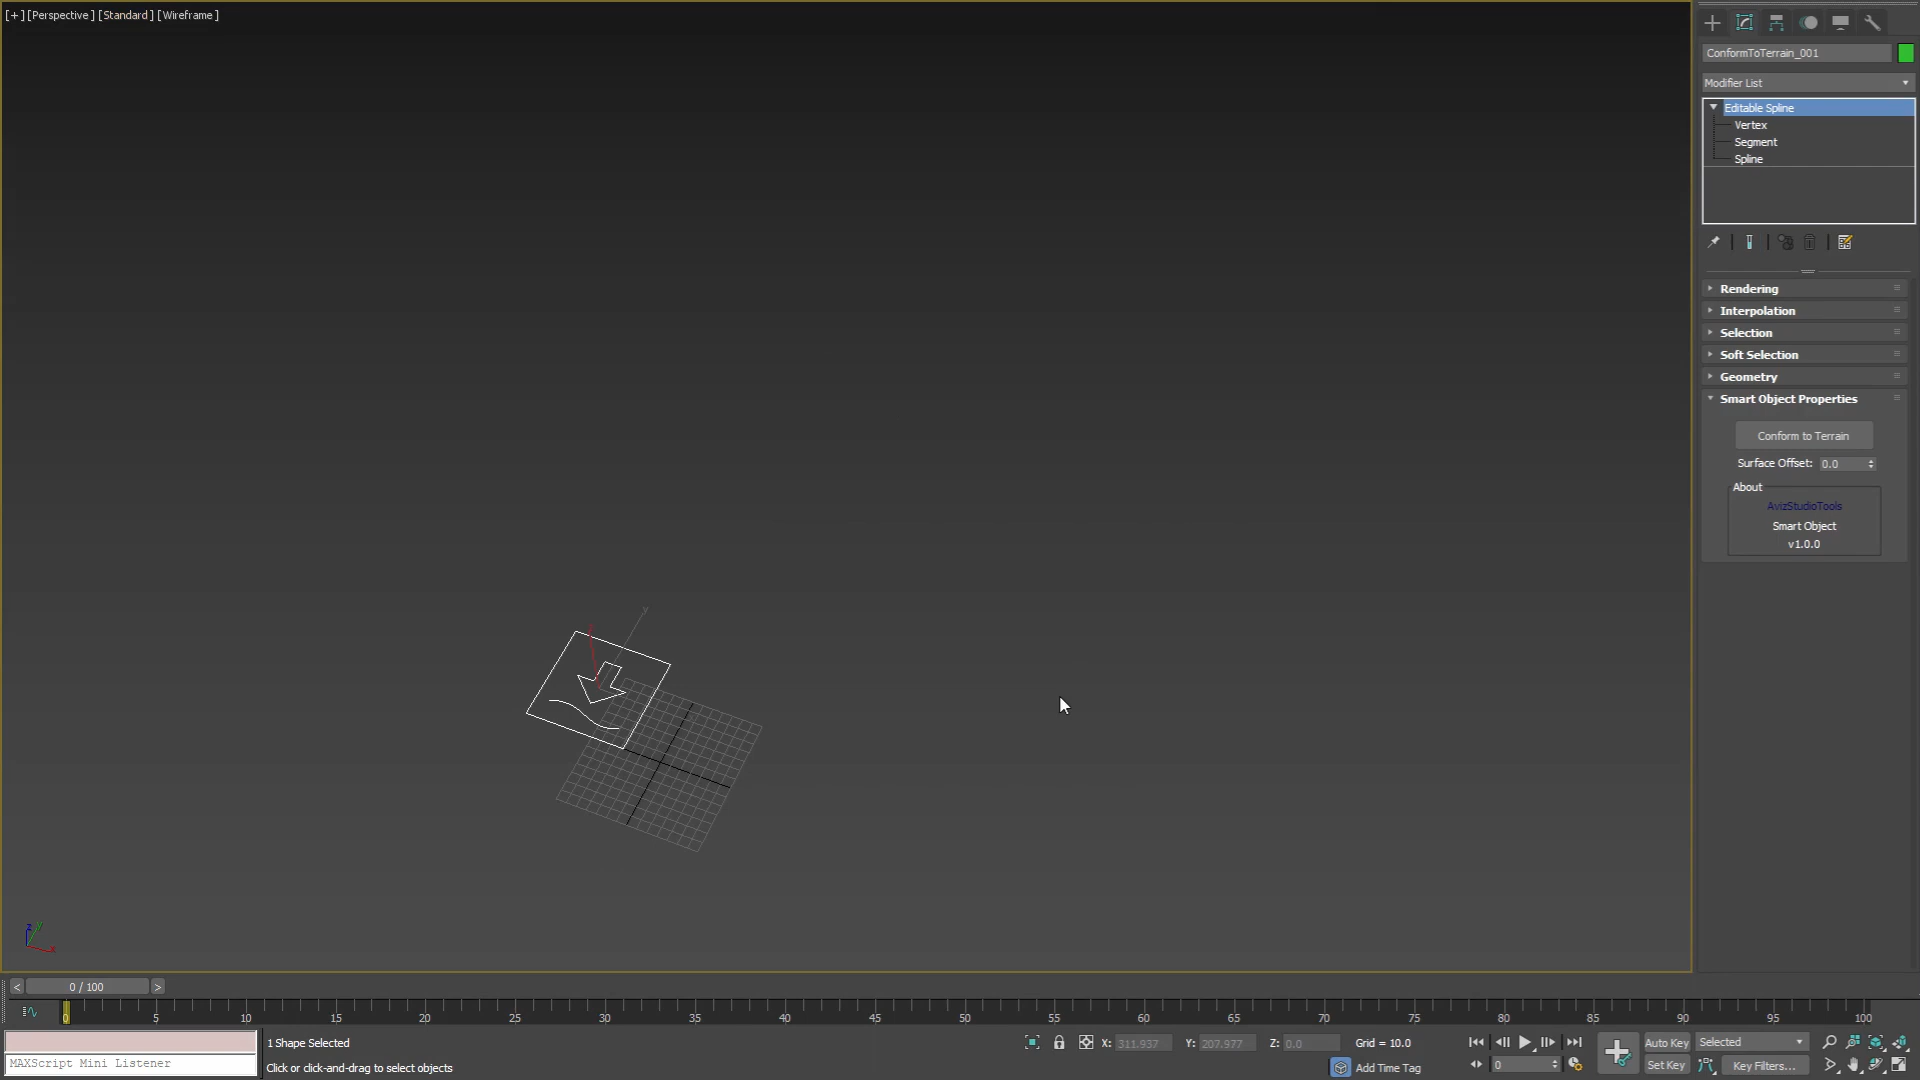 [+] [Perspective ] [Standard ] [Wireframe ]
ConformToTerrain_001
Modifier List
Editable Spline
Vertex
Segment
Spline
Rendering
Interpolation
Selection
Soft Selection
Geometry
Smart Object Properties
Conform to Terrain
Surface Offset: 0.0
About
AvizStudioTools
Smart Object
v1.0.0
y
z y
x
< 0 / 100 >
0 5 10 15 20 25 30 35 40 45 50 55 60 65 70 75 80 85 90 95 100
1 Shape Selected
X: 311.937 Y: 207.977 Z: 0.0 Grid = 10.0
Auto Key Selected
MAXScript Mini Listener
Click or click-and-drag to select objects
Add Time Tag
0
Set Key Key Filters...